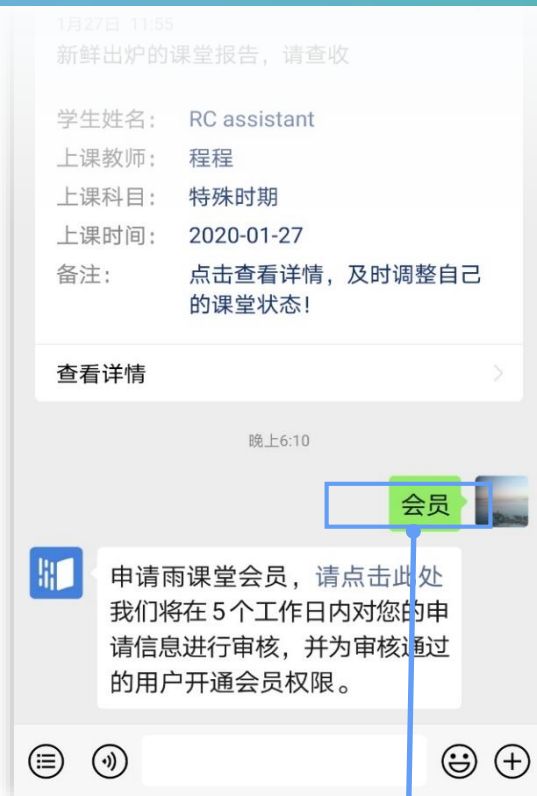 1月27日 11:55
新鲜出炉的课堂报告，请查收
学生姓名： RC assistant
上课教师： 程程
上课科目： 特殊时期
上课时间： 2020-01-27
备注： 点击查看详情，及时调整自己
的课堂状态!
查看详情
晚上6:10
会员
申请雨课堂会员，请点击此处
我们将在5个工作日内对您的申
请信息进行审核，并为审核通过
的用户开通会员权限。